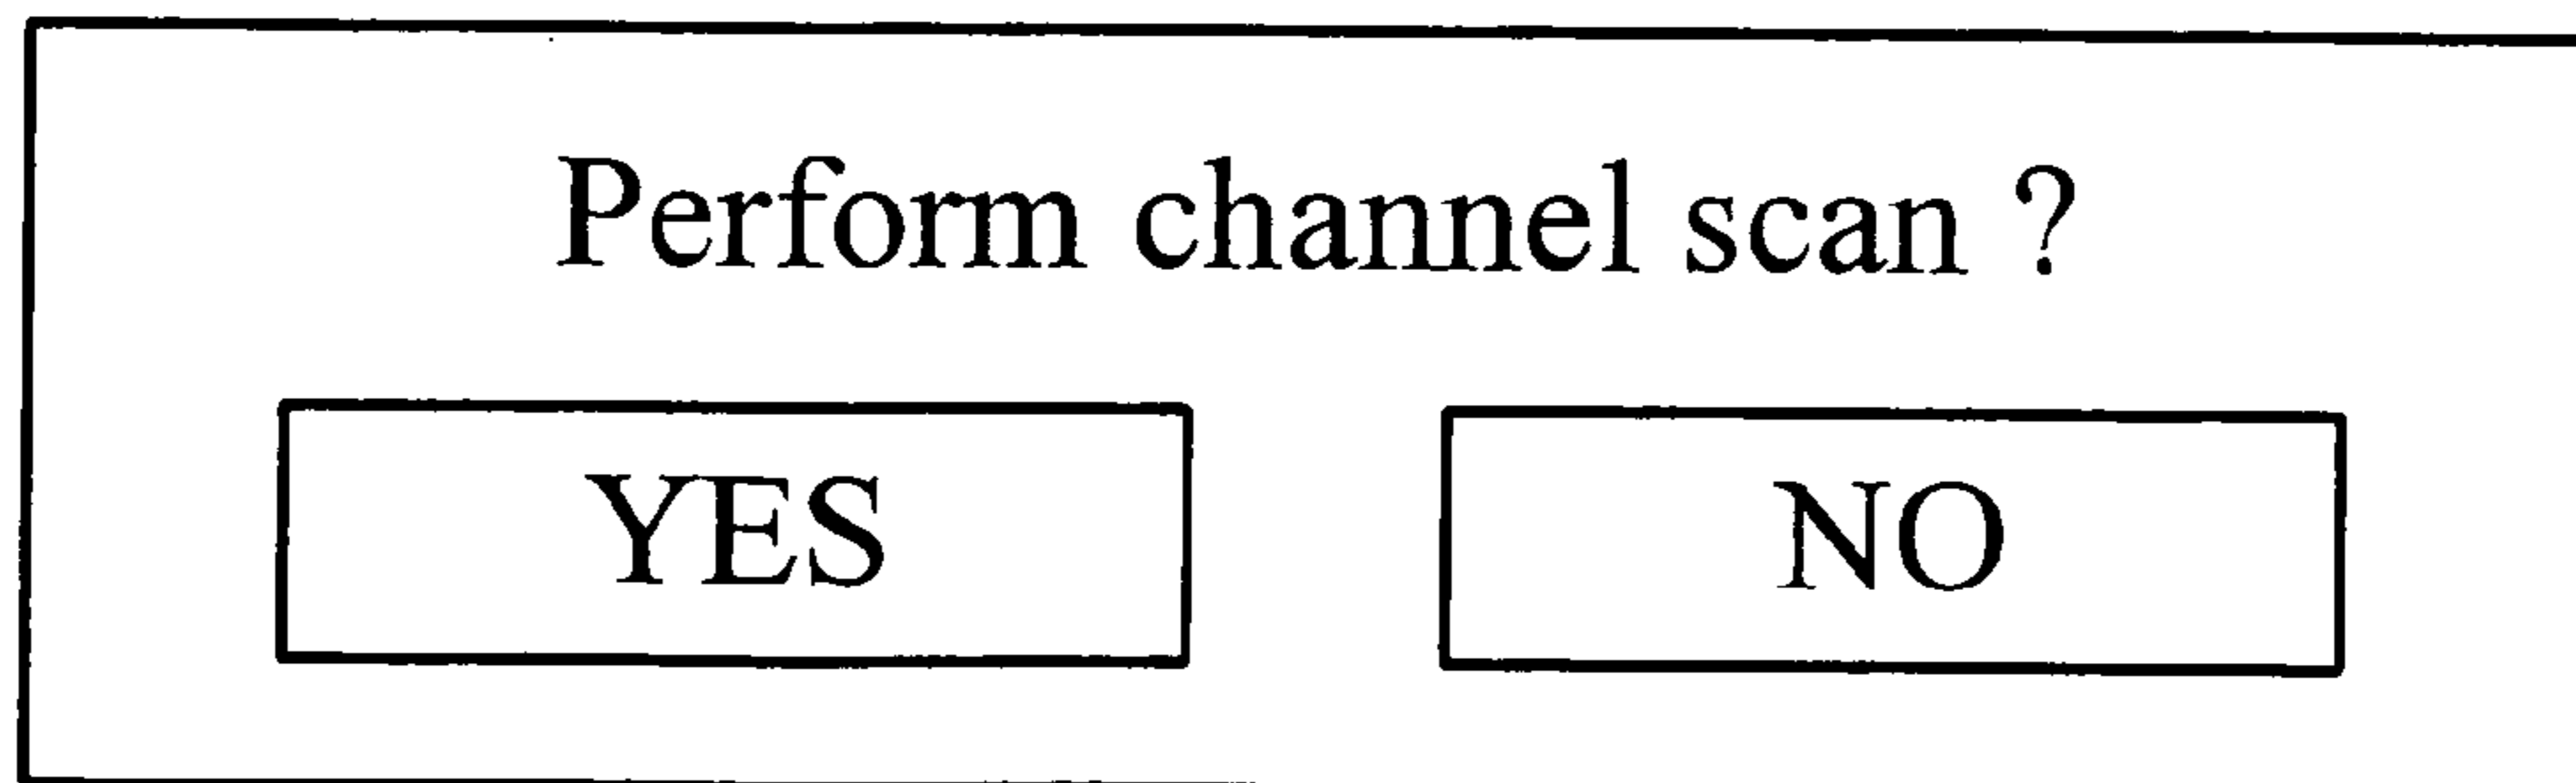 Perform channel scan ?
YES
NO